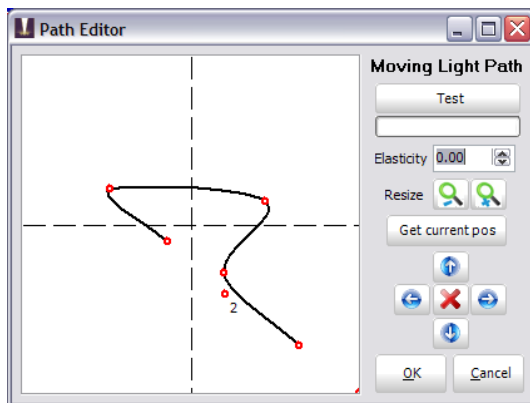 Path Editor
Moving Light Path
Test
Elasticity 0.00
Resize
Get current pos
2
OK Cancel